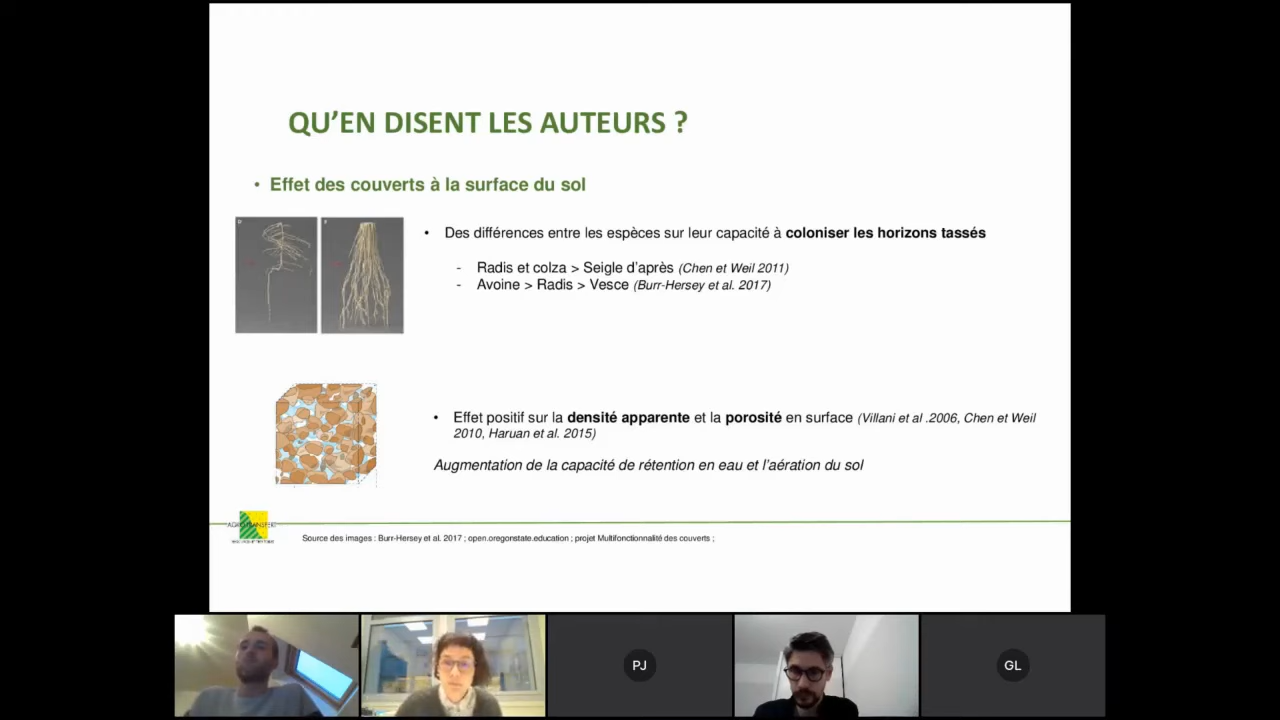 QU’EN DISENT LES AUTEURS ?
• Effet des couverts à la surface du sol
• Des différences entre les espèces sur leur capacité à coloniser les horizons tassés
- Radis et colza > Seigle d’après (Chen et Weil 2011)
- Avoine > Radis > Vesce (Burr-Hersey et al. 2017)
• Effet positif sur la densité apparente et la porosité en surface (Villani et al .2006, Chen et Weil
2010, Haruan et al. 2015)
Augmentation de la capacité de rétention en eau et l’aération du sol
Source des images : Burr-Hersey et al. 2017 ; open.oregonstate.education ; projet Multifonctionnalité des couverts ;
PJ
GL